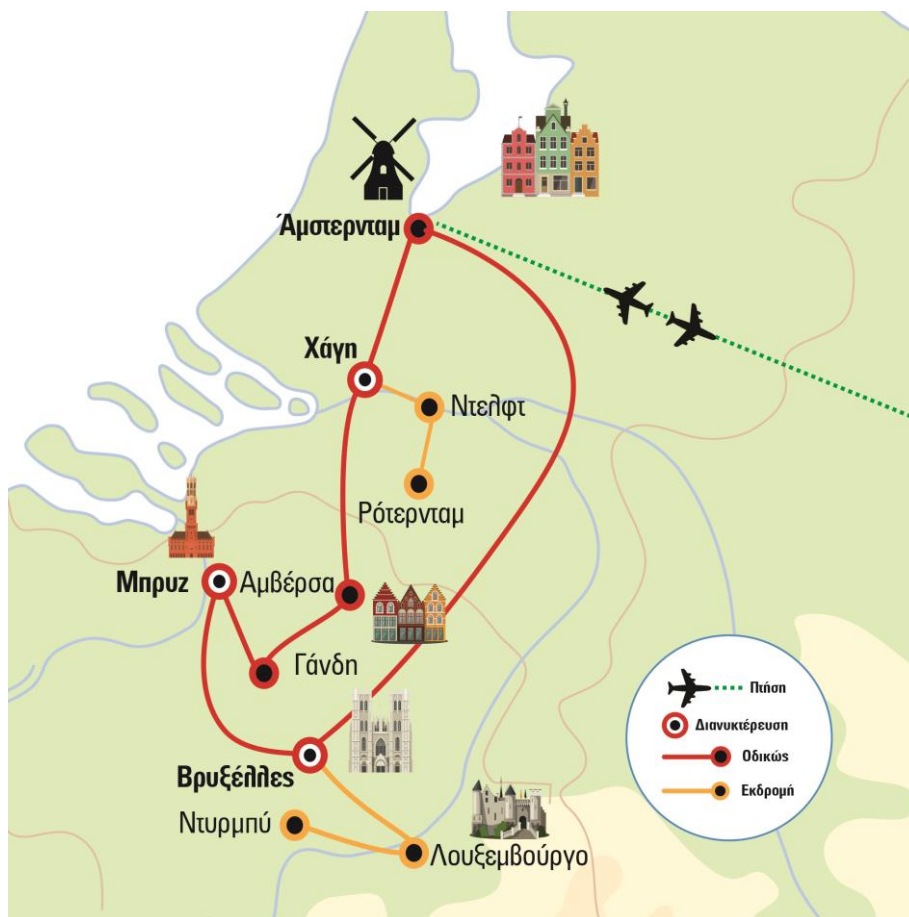 Άμστερνταμ
Χάγη
Ντελφτ
Ρότερνταμ
Μπρυζ
Αμβέρσα
Γάνδη
Βρυξέλλες
Ντυρμπύ
Λουξεμβούργο
Πτήση
Διανυκτέρευση
Οδικώς
Εκδρομή